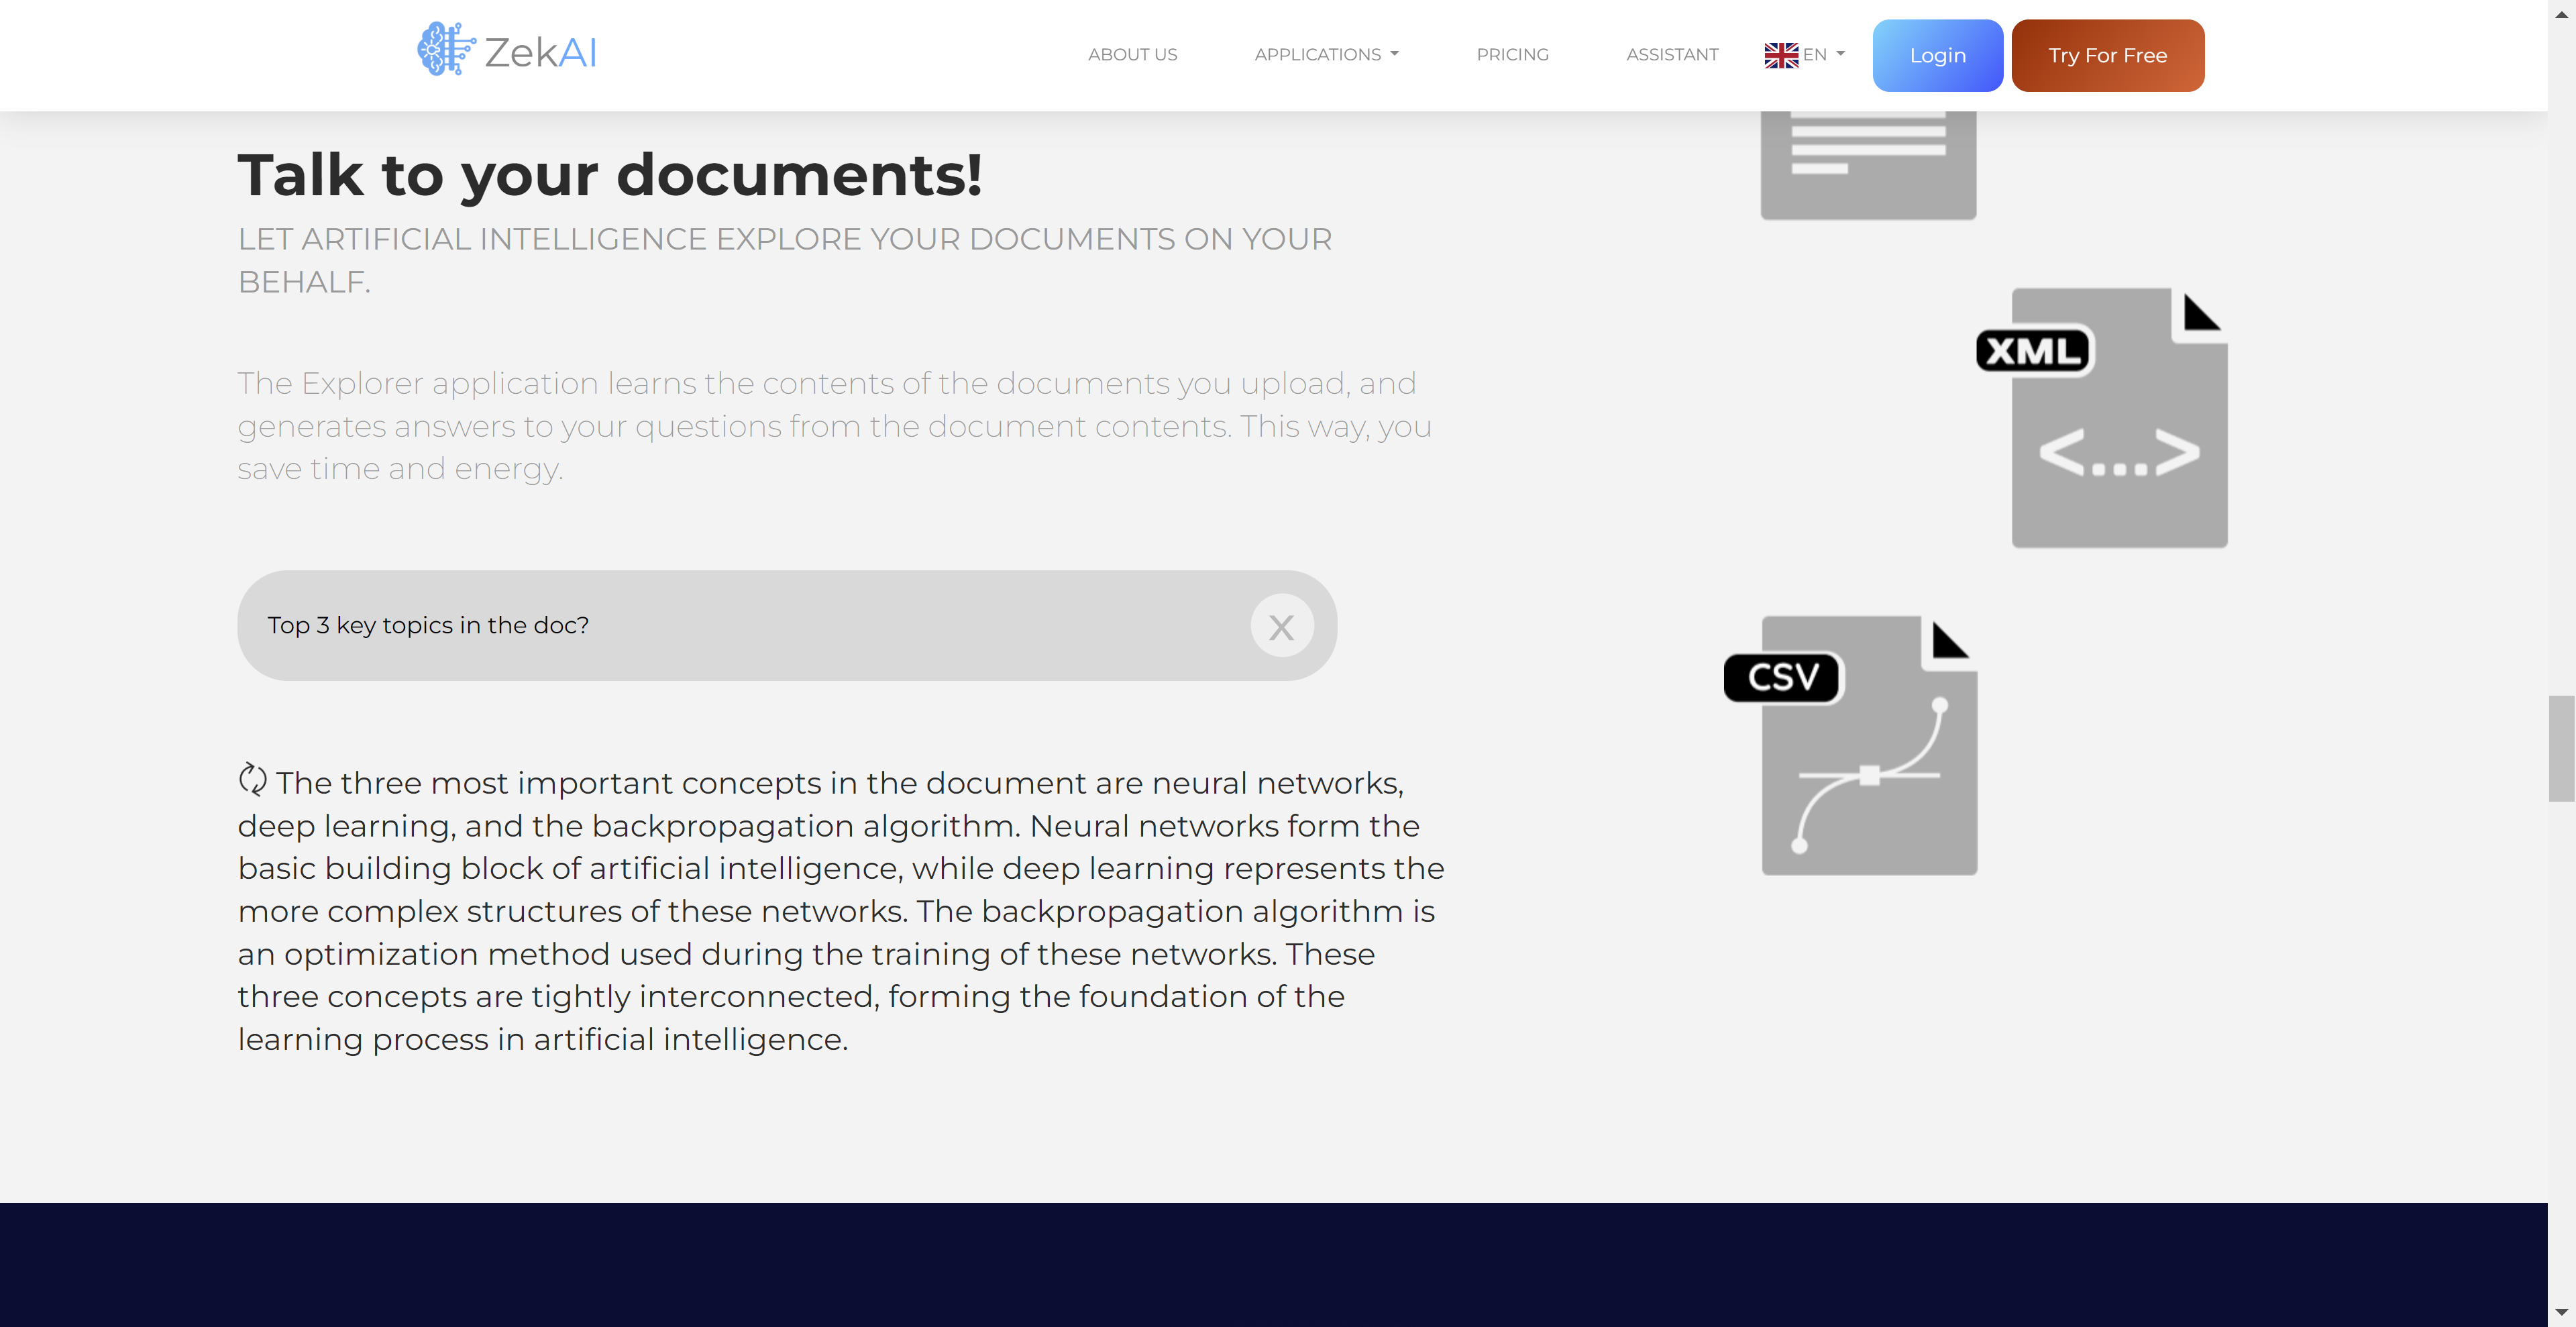 ZekAI
ABOUT US
APPLICATIONS
PRICING
ASSISTANT
EN
Login
Try For Free
Talk to your documents!
LET ARTIFICIAL INTELLIGENCE EXPLORE YOUR DOCUMENTS ON YOUR
BEHALF.
The Explorer application learns the contents of the documents you upload, and
generates answers to your questions from the document contents. This way, you
save time and energy.
Top 3 key topics in the doc?
X
The three most important concepts in the document are neural networks,
deep learning, and the backpropagation algorithm. Neural networks form the
basic building block of artificial intelligence, while deep learning represents the
more complex structures of these networks. The backpropagation algorithm is
an optimization method used during the training of these networks. These
three concepts are tightly interconnected, forming the foundation of the
learning process in artificial intelligence.
XML
<...>
CSV